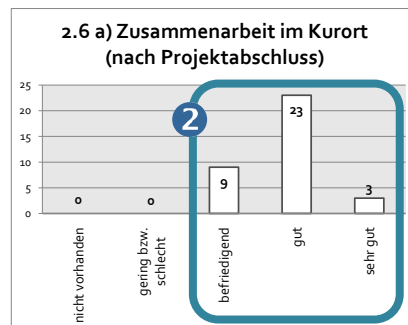 2.6 a) Zusammenarbeit im Kurort
(nach Projektabschluss)
25
20
15
10
5
0
2
0
0
9
23
3
nicht vorhanden
gering bzw.
schlecht
befriedigend
gut
sehr gut